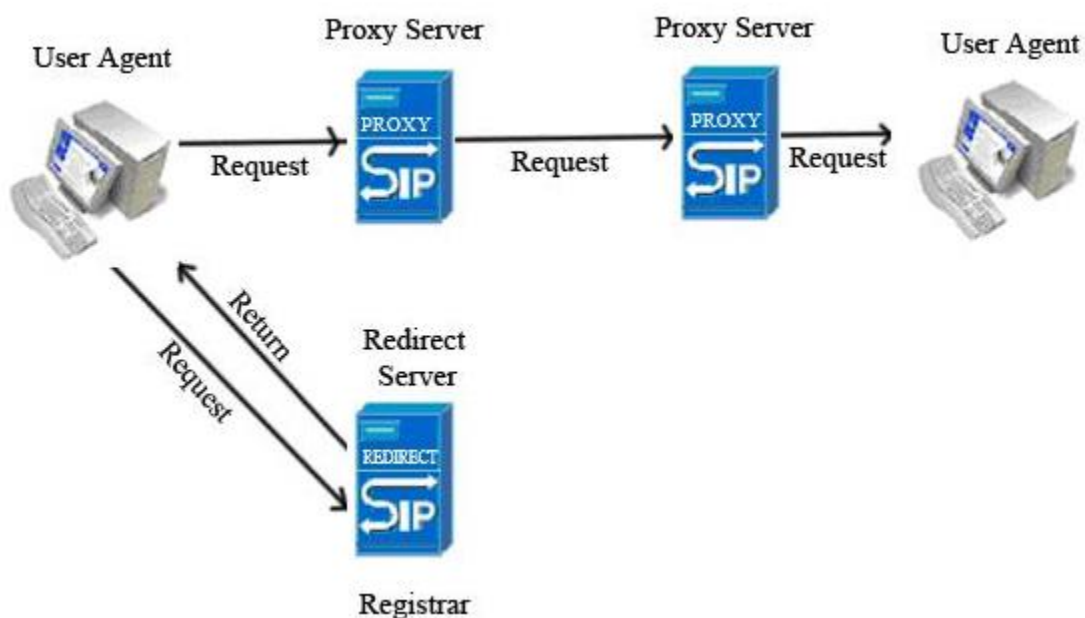 User Agent
Proxy Server
Proxy Server
User Agent
PROXY
SIP
PROXY
SIP
Request
Request
Request
Return
Request
Redirect
Server
REDIRECT
SIP
Registrar